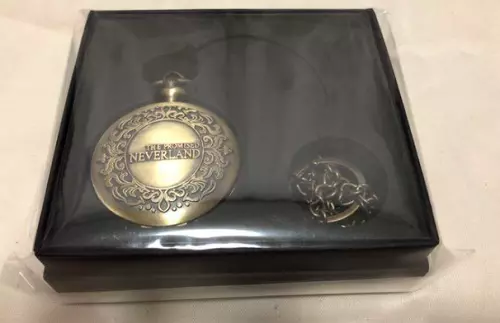 THE PROMISED
NEVERLAND